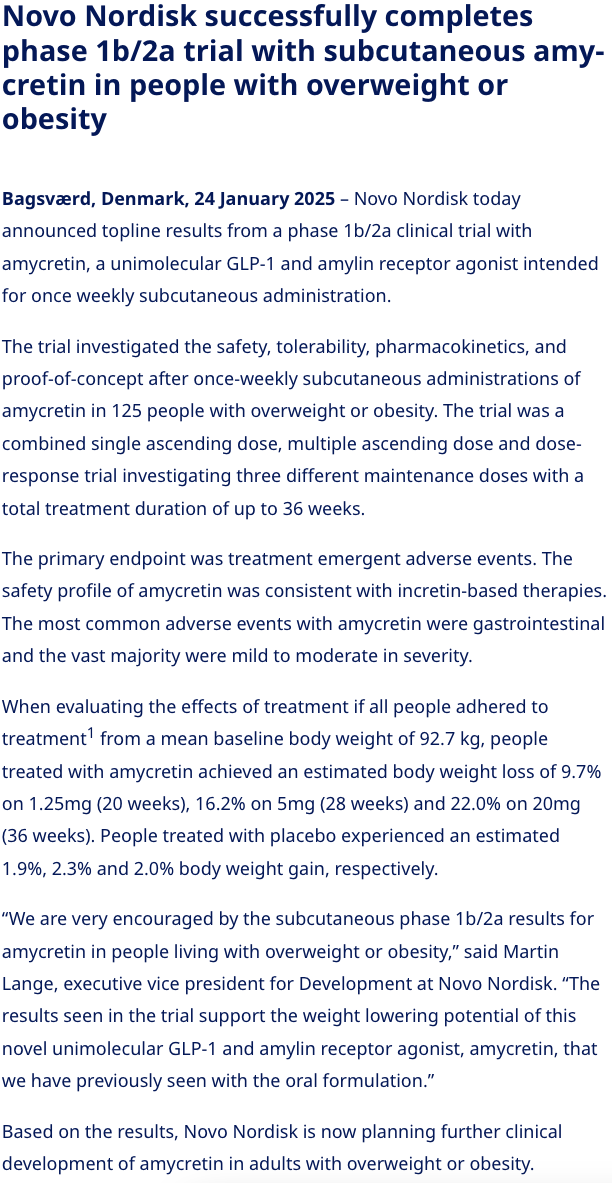 Novo Nordisk successfully completes
phase 1b/2a trial with subcutaneous amy-
cretin in people with overweight or
obesity
Bagsværd, Denmark, 24 January 2025 – Novo Nordisk today
announced topline results from a phase 1b/2a clinical trial with
amycretin, a unimolecular GLP-1 and amylin receptor agonist intended
for once weekly subcutaneous administration.
The trial investigated the safety, tolerability, pharmacokinetics, and
proof-of-concept after once-weekly subcutaneous administrations of
amycretin in 125 people with overweight or obesity. The trial was a
combined single ascending dose, multiple ascending dose and dose-
response trial investigating three different maintenance doses with a
total treatment duration of up to 36 weeks.
The primary endpoint was treatment emergent adverse events. The
safety profile of amycretin was consistent with incretin-based therapies.
The most common adverse events with amycretin were gastrointestinal
and the vast majority were mild to moderate in severity.
When evaluating the effects of treatment if all people adhered to
treatment1 from a mean baseline body weight of 92.7 kg, people
treated with amycretin achieved an estimated body weight loss of 9.7%
on 1.25mg (20 weeks), 16.2% on 5mg (28 weeks) and 22.0% on 20mg
(36 weeks). People treated with placebo experienced an estimated
1.9%, 2.3% and 2.0% body weight gain, respectively.
“We are very encouraged by the subcutaneous phase 1b/2a results for
amycretin in people living with overweight or obesity,” said Martin
Lange, executive vice president for Development at Novo Nordisk. “The
results seen in the trial support the weight lowering potential of this
novel unimolecular GLP-1 and amylin receptor agonist, amycretin, that
we have previously seen with the oral formulation.”
Based on the results, Novo Nordisk is now planning further clinical
development of amycretin in adults with overweight or obesity.